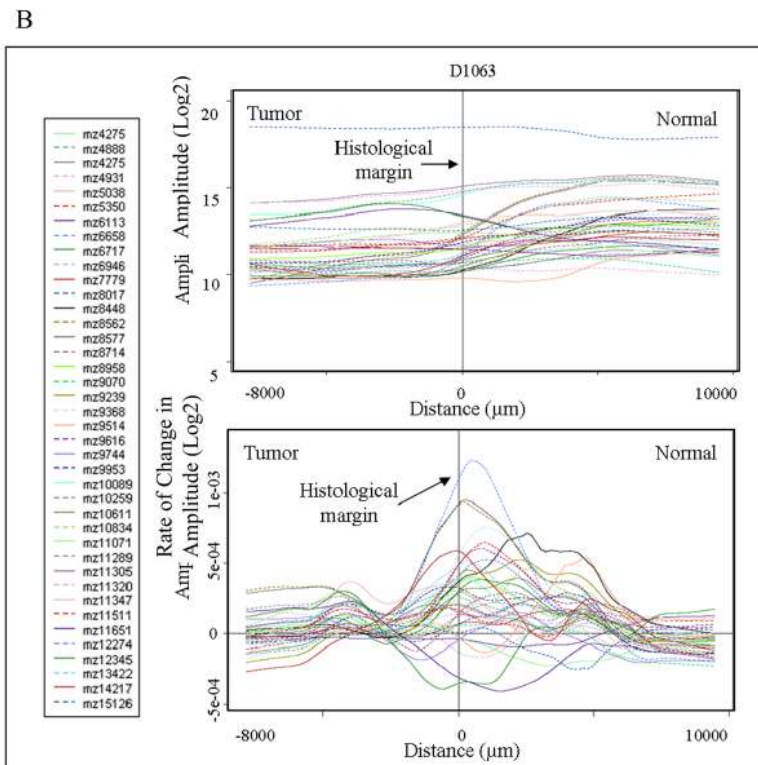 B
D1063
Tumor
Normal
Histological
margin
Ampli Amplitude (Log2)
20
15
10
5
-8000
0
10000
Distance (µm)
mz4275
mz4888
mz4275
mz4931
mz5038
mz5350
mz6113
mz6658
mz6717
mz6946
mz7779
mz8017
mz8448
mz8562
mz8577
mz8714
mz8958
mz9070
mz9239
mz9368
mz9514
mz9616
mz9744
mz9953
mz10089
mz10259
mz10611
mz10834
mz11071
mz11289
mz11305
mz11320
mz11347
mz11511
mz11651
mz12274
mz12345
mz13422
mz14217
mz15126
Tumor
Normal
Histological
margin
Rate of Change in
Amp Amplitude (Log2)
1e-03
5e-04
0
-5e-04
-8000
0
10000
Distance (µm)